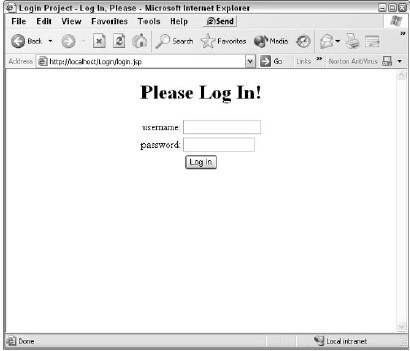 Login Project - Log In, Please - Microsoft Internet Explorer
File Edit View Favorites Tools Help Send
Back Search Favorites Media
Address http://localhost/Login/login.jsp Go Links Norton AntiVirus
Please Log In!
username:
password:
Log In
Done Local intranet